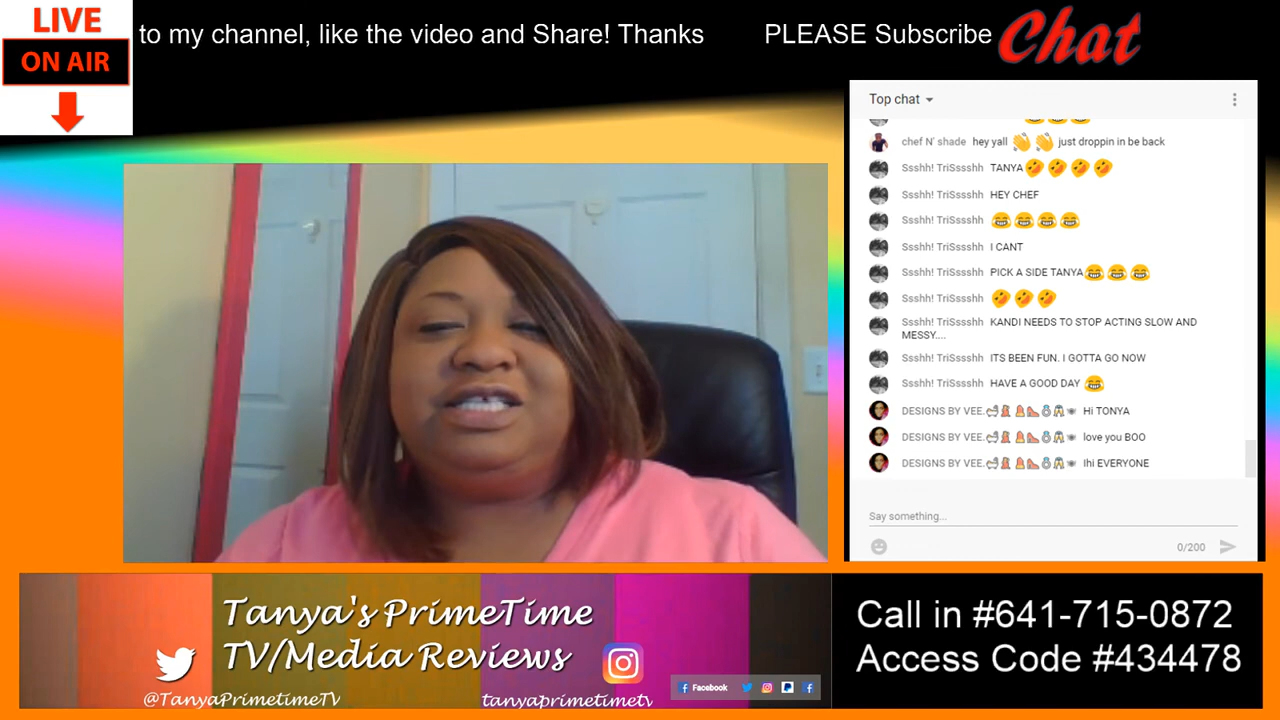 LIVE
ON AIR
to my channel, like the video and Share! Thanks PLEASE Subscribe
Chat
Top chat
chef N' shade hey yall 👋 👋 just droppin in be back
Ssshh! TriSssshh TANYA🤣 🤣 🤣 🤣
Ssshh! TriSssshh HEY CHEF
Ssshh! TriSssshh 😂 😂 😂 😂
Ssshh! TriSssshh I CANT
Ssshh! TriSssshh PICK A SIDE TANYA😂 😂 😂
Ssshh! TriSssshh 🤣 🤣 🤣
Ssshh! TriSssshh KANDI NEEDS TO STOP ACTING SLOW AND
MESSY....
Ssshh! TriSssshh ITS BEEN FUN. I GOTTA GO NOW
Ssshh! TriSssshh HAVE A GOOD DAY 😂
DESIGNS BY VEE. Hi TONYA
DESIGNS BY VEE. love you BOO
DESIGNS BY VEE. Ihi EVERYONE
Say something...
0/200
Tanya's PrimeTime
TV/Media Reviews
@TanyaPrimetimeTV
tanyaprimetimetv
Facebook
Call in #641-715-0872
Access Code #434478